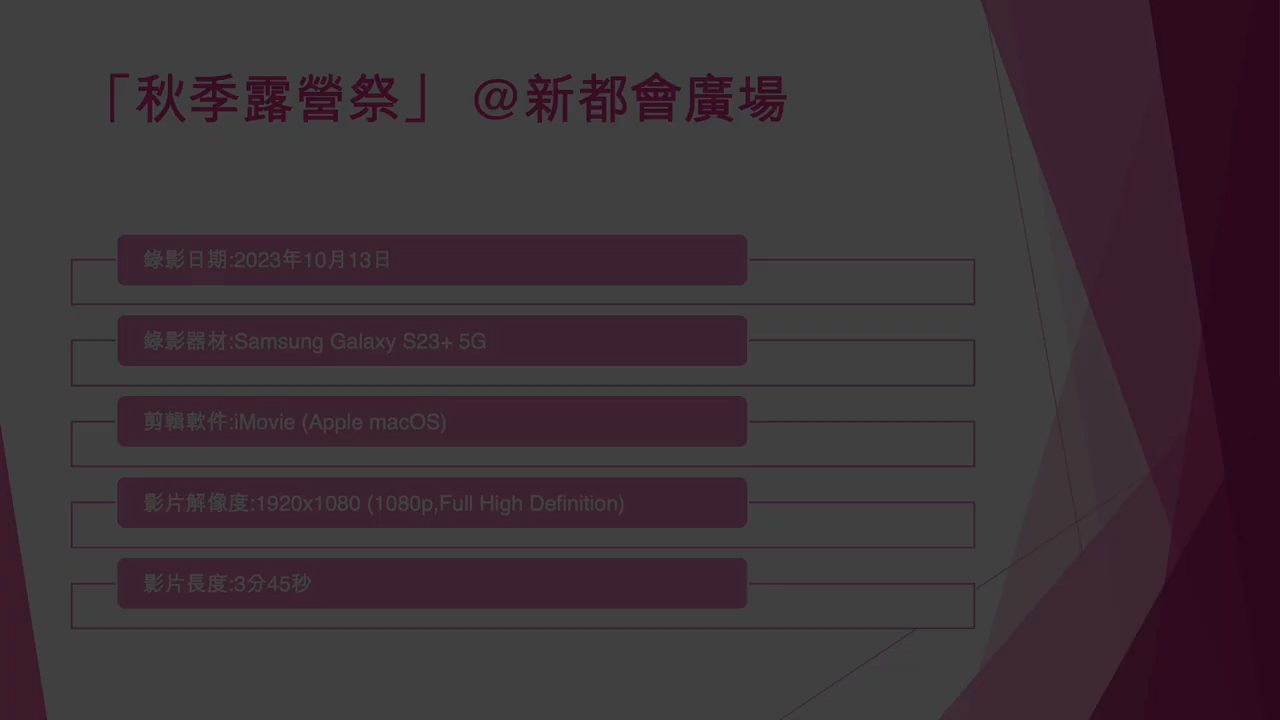 「秋季露營祭」 @新都會廣場
錄影日期:2023年10月13日
錄影器材:Samsung Galaxy S23+ 5G
剪輯軟件:iMovie (Apple macOS)
影片解像度:1920x1080 (1080p,Full High Definition)
影片長度:3分45秒